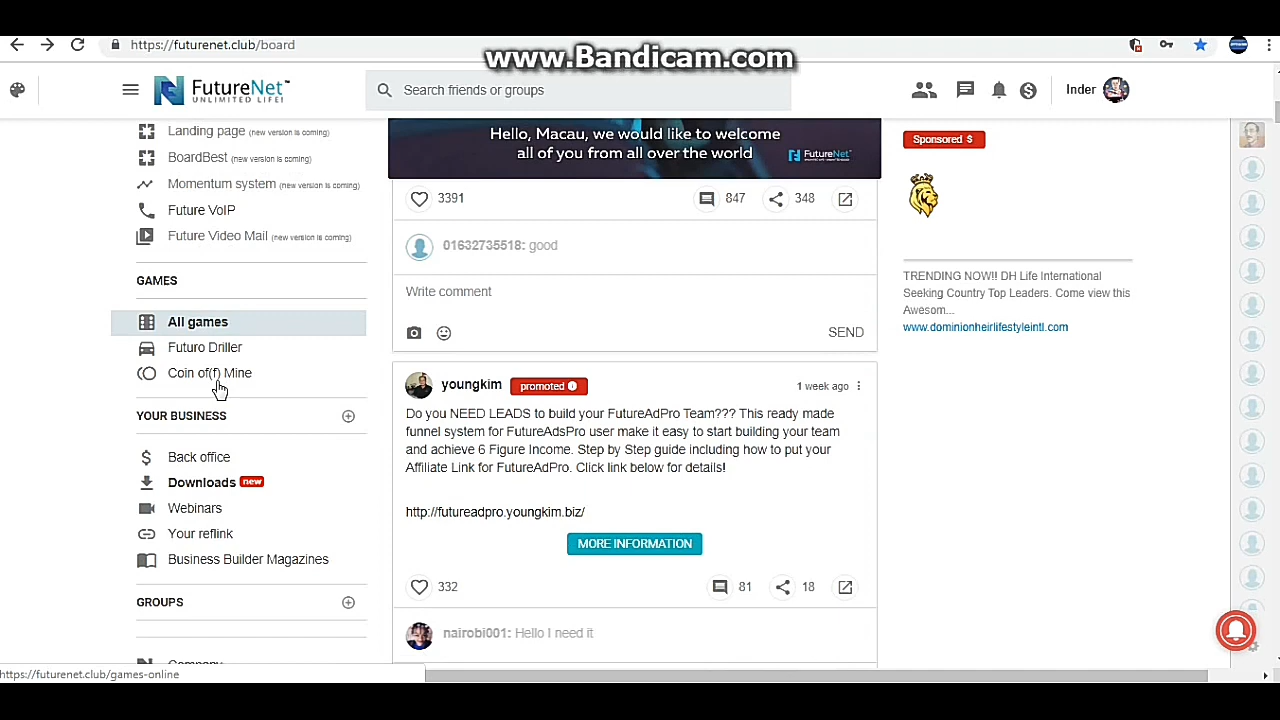 https://futurenet.club/board
www.Bandicam.com
FutureNet™
UNLIMITED LIFE!
Search friends or groups
Inder
Landing page (new version is coming)
BoardBest (new version is coming)
Momentum system (new version is coming)
Future VoIP
Future Video Mail (new version is coming)
GAMES
All games
Futuro Driller
Coin of(f) Mine
YOUR BUSINESS
Back office
Downloads new
Webinars
Your reflink
Business Builder Magazines
GROUPS
Company
https://futurenet.club/games-online
Hello, Macau, we would like to welcome
all of you from all over the world
FutureNet
3391 847 348
01632735518: good
Write comment
SEND
youngkim promoted 1 week ago
Do you NEED LEADS to build your FutureAdPro Team??? This ready made
funnel system for FutureAdsPro user make it easy to start building your team
and achieve 6 Figure Income. Step by Step guide including how to put your
Affiliate Link for FutureAdPro. Click link below for details!
http://futureadpro.youngkim.biz/
MORE INFORMATION
332 81 18
nairobi001: Hello I need it
Sponsored $
TRENDING NOW!! DH Life International
Seeking Country Top Leaders. Come view this
Awesom...
www.dominionheirlifestyleintl.com